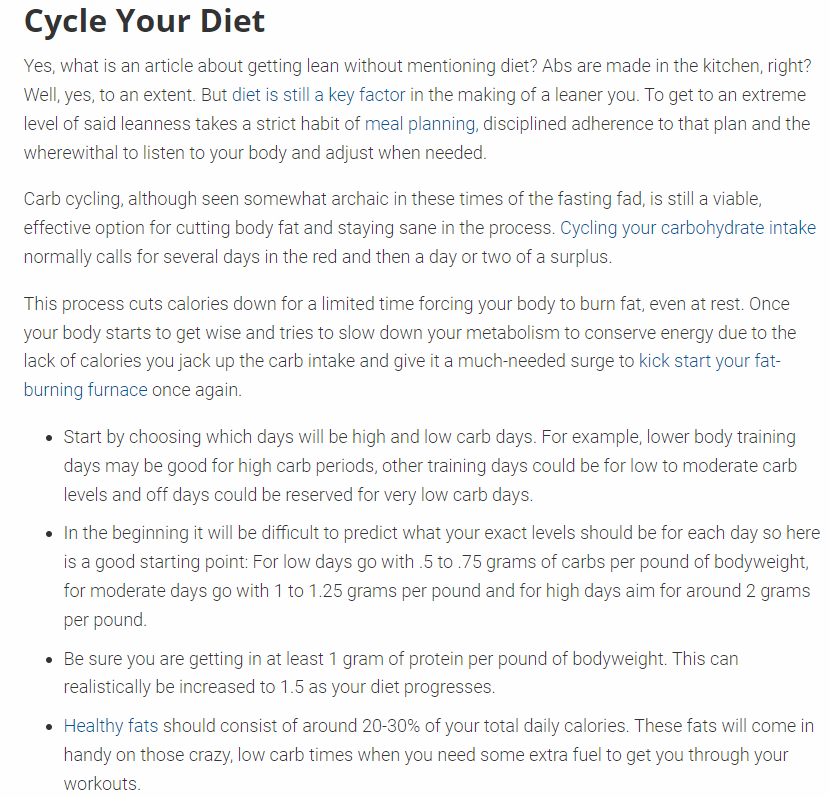 Cycle Your Diet
Yes, what is an article about getting lean without mentioning diet? Abs are made in the kitchen, right?
Well, yes, to an extent. But diet is still a key factor in the making of a leaner you. To get to an extreme
level of said leanness takes a strict habit of meal planning, disciplined adherence to that plan and the
wherewithal to listen to your body and adjust when needed.
Carb cycling, although seen somewhat archaic in these times of the fasting fad, is still a viable,
effective option for cutting body fat and staying sane in the process. Cycling your carbohydrate intake
normally calls for several days in the red and then a day or two of a surplus.
This process cuts calories down for a limited time forcing your body to burn fat, even at rest. Once
your body starts to get wise and tries to slow down your metabolism to conserve energy due to the
lack of calories you jack up the carb intake and give it a much-needed surge to kick start your fat-
burning furnace once again.
• Start by choosing which days will be high and low carb days. For example, lower body training
days may be good for high carb periods, other training days could be for low to moderate carb
levels and off days could be reserved for very low carb days.
• In the beginning it will be difficult to predict what your exact levels should be for each day so here
is a good starting point: For low days go with .5 to .75 grams of carbs per pound of bodyweight,
for moderate days go with 1 to 1.25 grams per pound and for high days aim for around 2 grams
per pound.
• Be sure you are getting in at least 1 gram of protein per pound of bodyweight. This can
realistically be increased to 1.5 as your diet progresses.
• Healthy fats should consist of around 20-30% of your total daily calories. These fats will come in
handy on those crazy, low carb times when you need some extra fuel to get you through your
workouts.